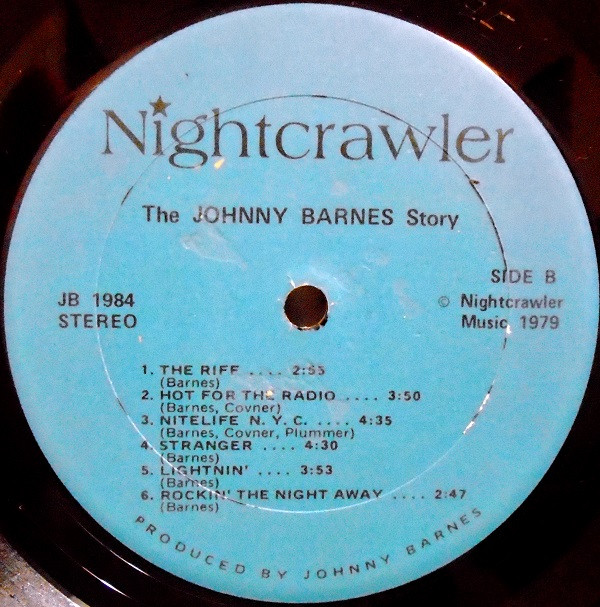 Nightcrawler
The JOHNNY BARNES Story
SIDE B
JB 1984
STEREO
© Nightcrawler
Music 1979
1. THE RIFF .... 2:55
(Barnes)
2. HOT FOR THE RADIO .... 3:50
(Barnes, Covner)
3. NITELIFE N. Y. C. .... 4:35
(Barnes, Covner, Plummer)
4. STRANGER .... 4:30
(Barnes)
5. LIGHTNIN' .... 3:53
(Barnes)
6. ROCKIN' THE NIGHT AWAY .... 2:47
(Barnes)
PRODUCED BY JOHNNY BARNES